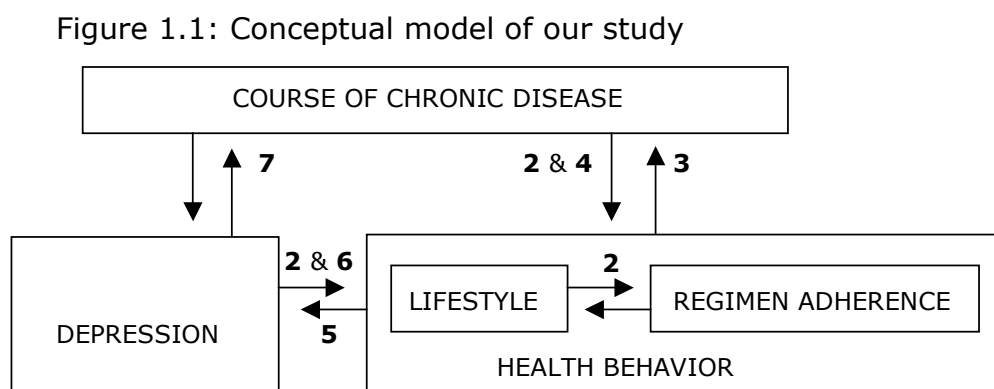 Figure 1.1: Conceptual model of our study
COURSE OF CHRONIC DISEASE
7
2 & 4
3
2 & 6
5
2
LIFESTYLE
REGIMEN ADHERENCE
DEPRESSION
HEALTH BEHAVIOR